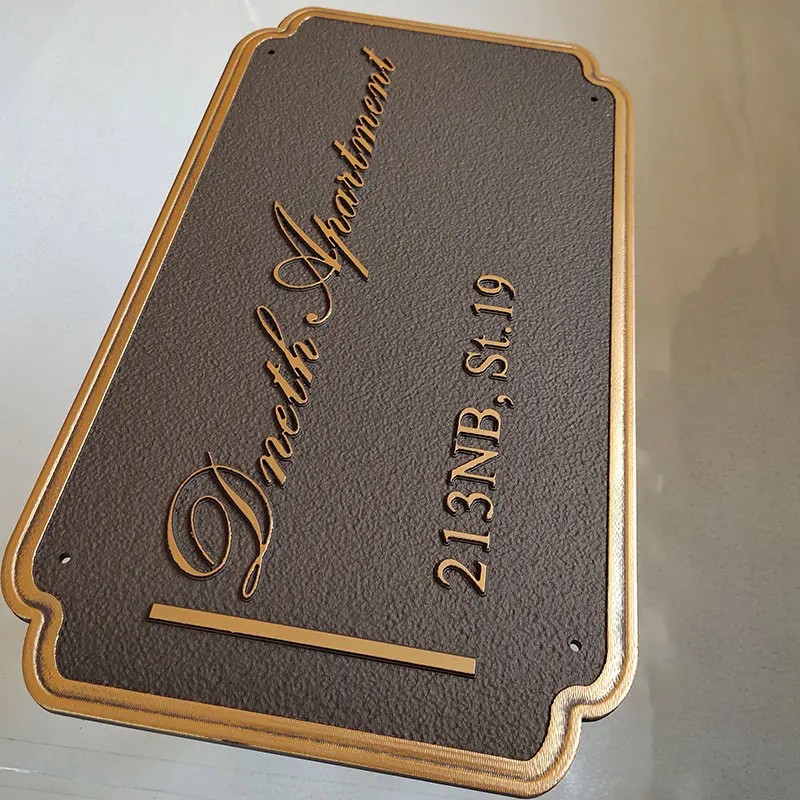 Dneth Apartment
213NB, St.19